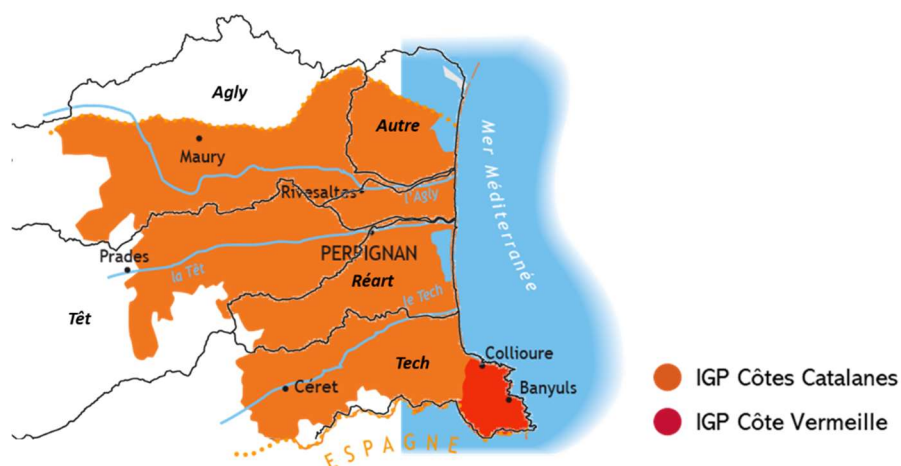 Agly
Autre
Maury
Rivesaltes
l'Agly
Mer Méditerranée
PERPIGNAN
Prades
la Têt
Réart
le Tech
Têt
Tech
Collioure
Céret
Banyuls
ESPAGNE
IGP Côtes Catalanes
IGP Côte Vermeille